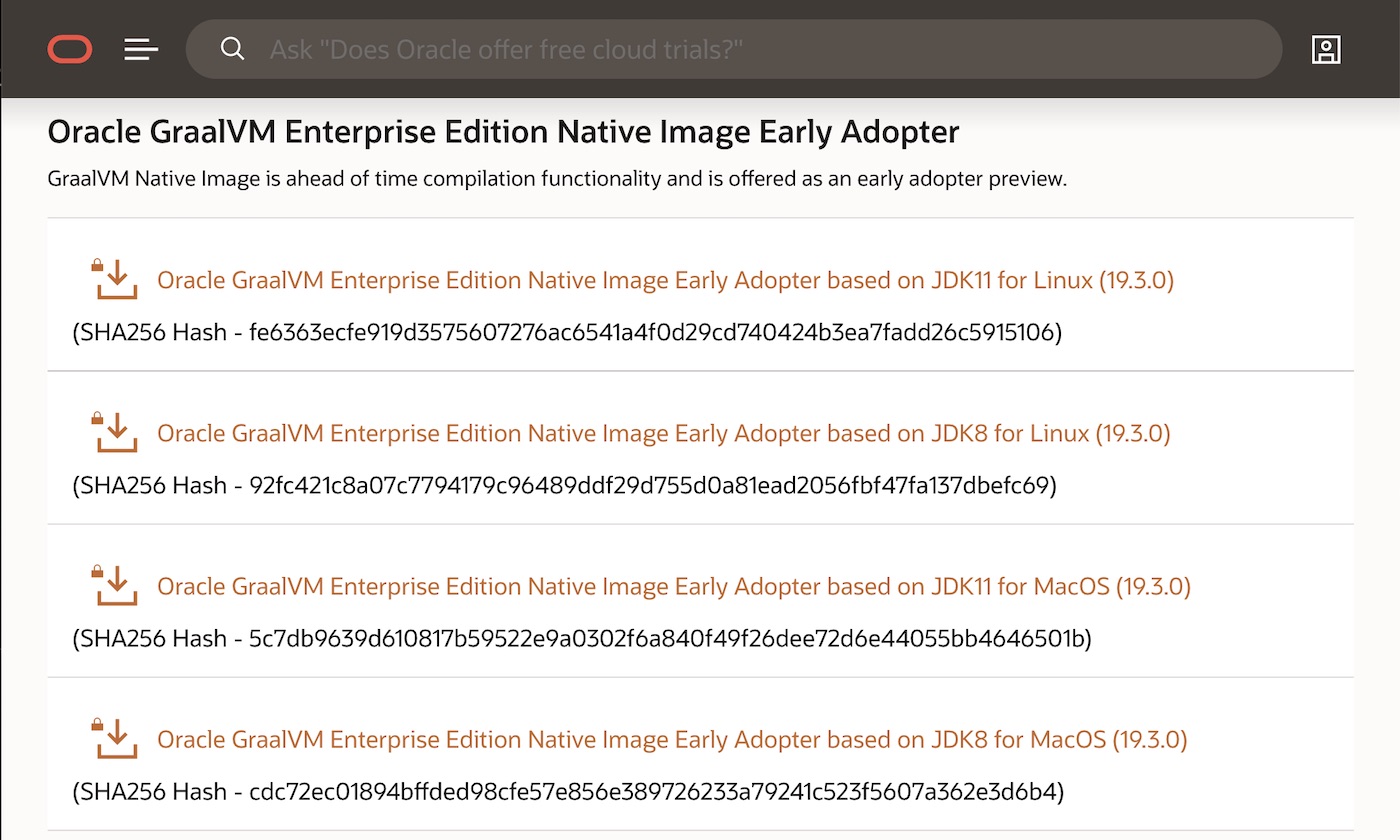 Ask "Does Oracle offer free cloud trials?"
Oracle GraalVM Enterprise Edition Native Image Early Adopter
GraalVM Native Image is ahead of time compilation functionality and is offered as an early adopter preview.
Oracle GraalVM Enterprise Edition Native Image Early Adopter based on JDK11 for Linux (19.3.0)
(SHA256 Hash - fe6363ecfe919d3575607276ac6541a4f0d29cd740424b3ea7fadd26c5915106)
Oracle GraalVM Enterprise Edition Native Image Early Adopter based on JDK8 for Linux (19.3.0)
(SHA256 Hash - 92fc421c8a07c7794179c96489ddf29d755d0a81ead2056fbf47fa137dbefc69)
Oracle GraalVM Enterprise Edition Native Image Early Adopter based on JDK11 for MacOS (19.3.0)
(SHA256 Hash - 5c7db9639d610817b59522e9a0302f6a840f49f26dee72d6e44055bb4646501b)
Oracle GraalVM Enterprise Edition Native Image Early Adopter based on JDK8 for MacOS (19.3.0)
(SHA256 Hash - cdc72ec01894bffded98cfe57e856e389726233a79241c523f5607a362e3d6b4)